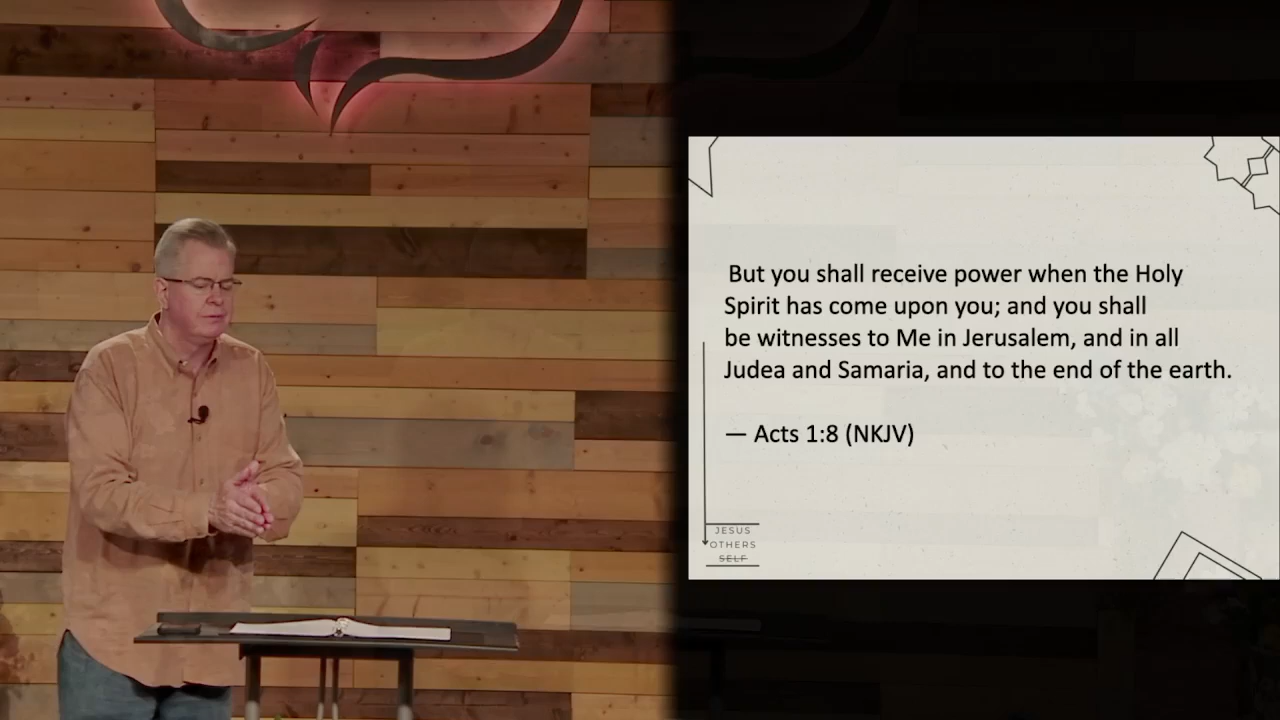 But you shall receive power when the Holy
Spirit has come upon you; and you shall
be witnesses to Me in Jerusalem, and in all
Judea and Samaria, and to the end of the earth.
— Acts 1:8 (NKJV)
JESUS
OTHERS
SELF